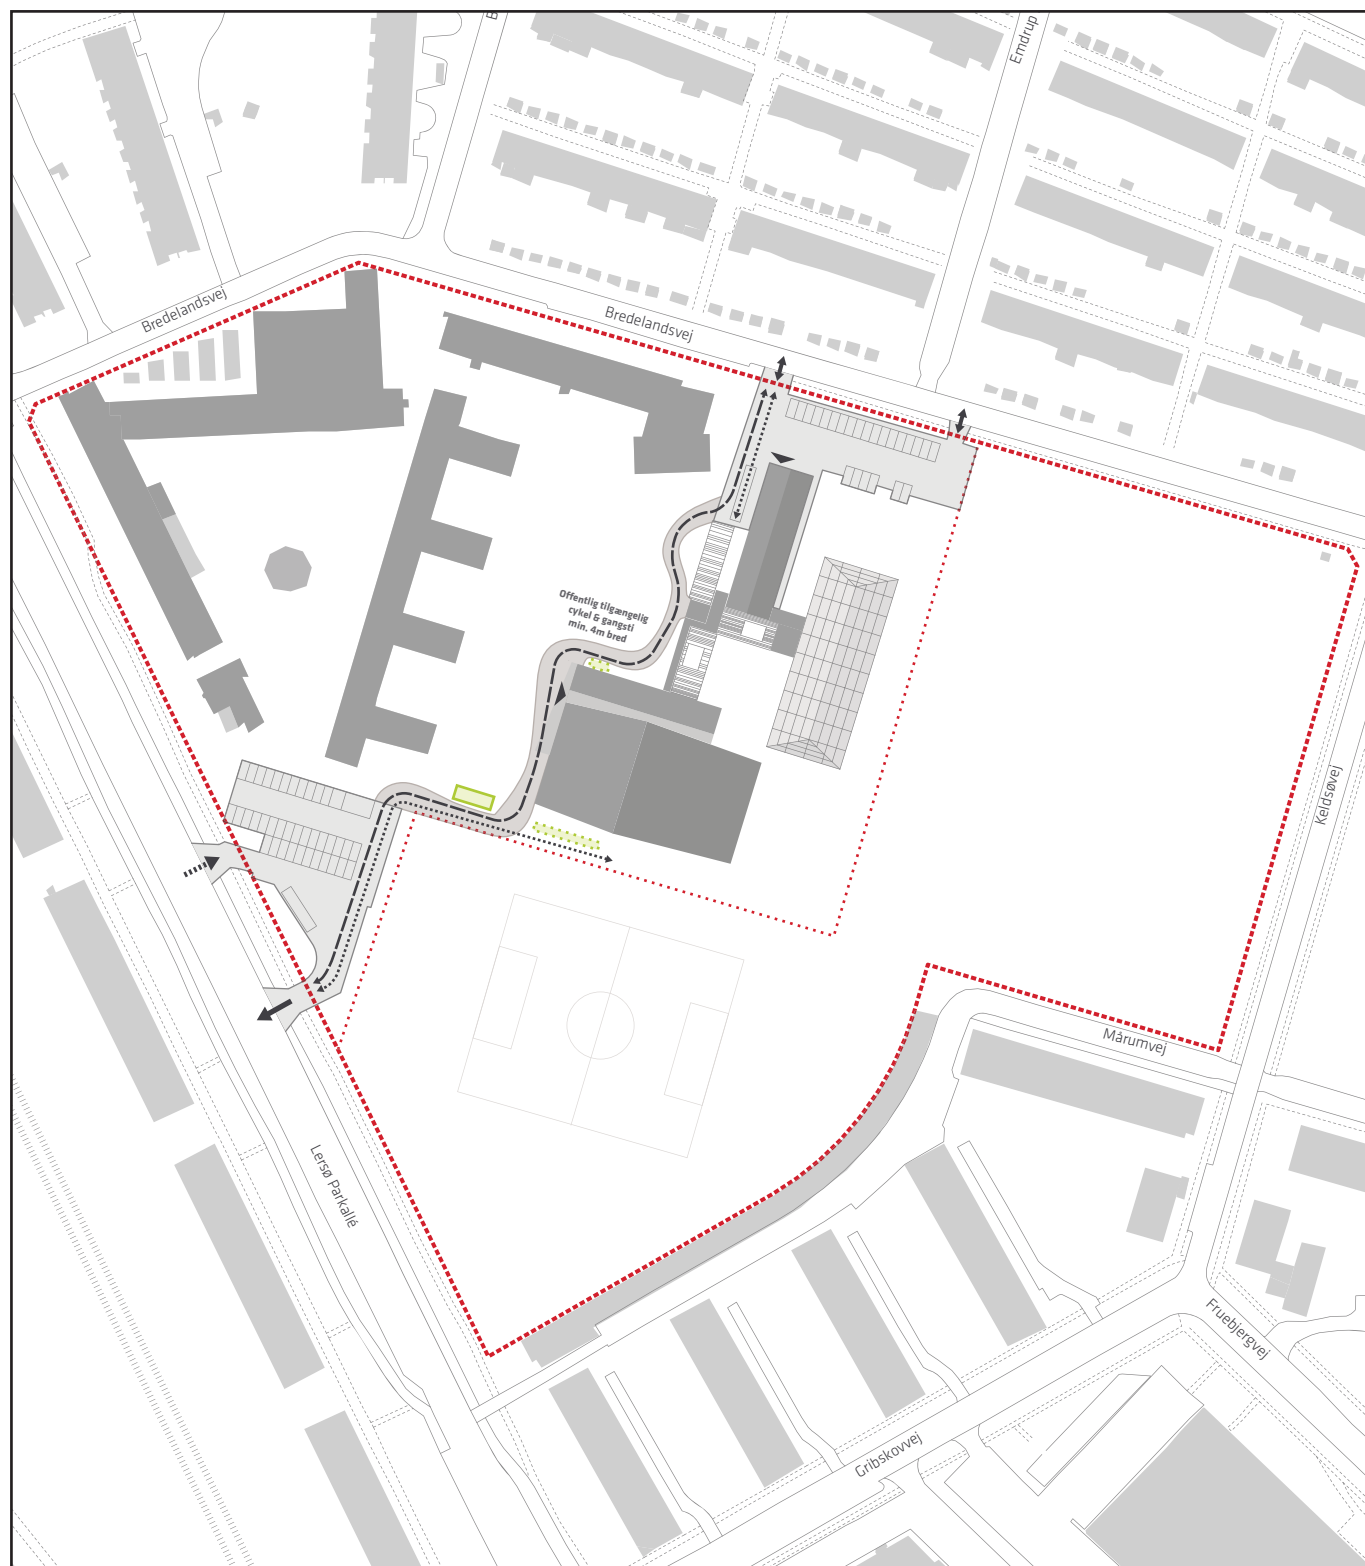 B
Emdrup
Bredelandsvej
Bredelandsvej
Offentlig tilgængelig
cykel & gangsti
min. 4m bred
Keldsøvej
Mårumvej
Lersø Parkallé
Fruebjergvej
Gribskovvej